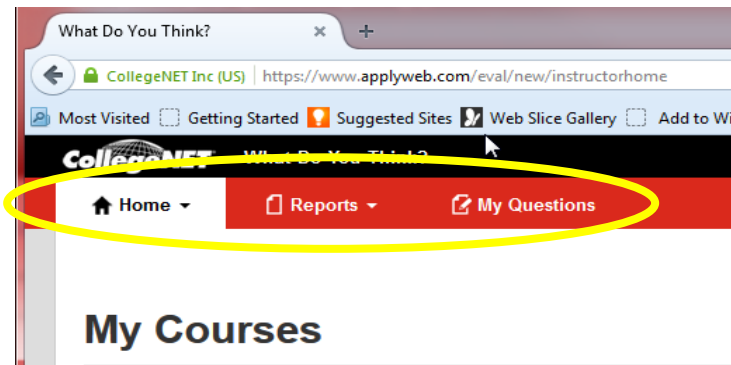 What Do You Think?
CollegeNET Inc (US) https://www.applyweb.com/eval/new/instructorhome
Most Visited Getting Started Suggested Sites Web Slice Gallery Add to Wi
CollegeNET What Do You Think?
Home Reports My Questions
My Courses